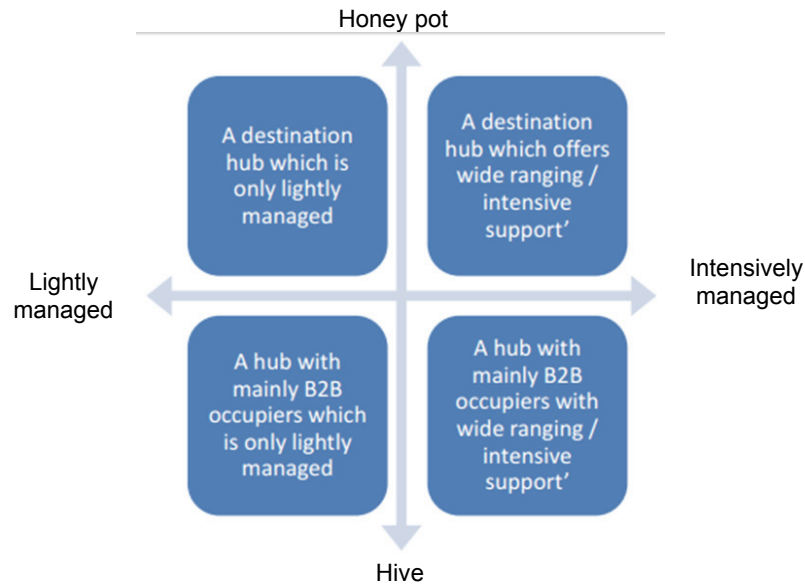 Honey pot
A destination
hub which is
only lightly
managed
A destination
hub which offers
wide ranging /
intensive
support’
Lightly
managed
Intensively
managed
A hub with
mainly B2B
occupiers which
is only lightly
managed
A hub with
mainly B2B
occupiers with
wide ranging /
intensive
support’
Hive